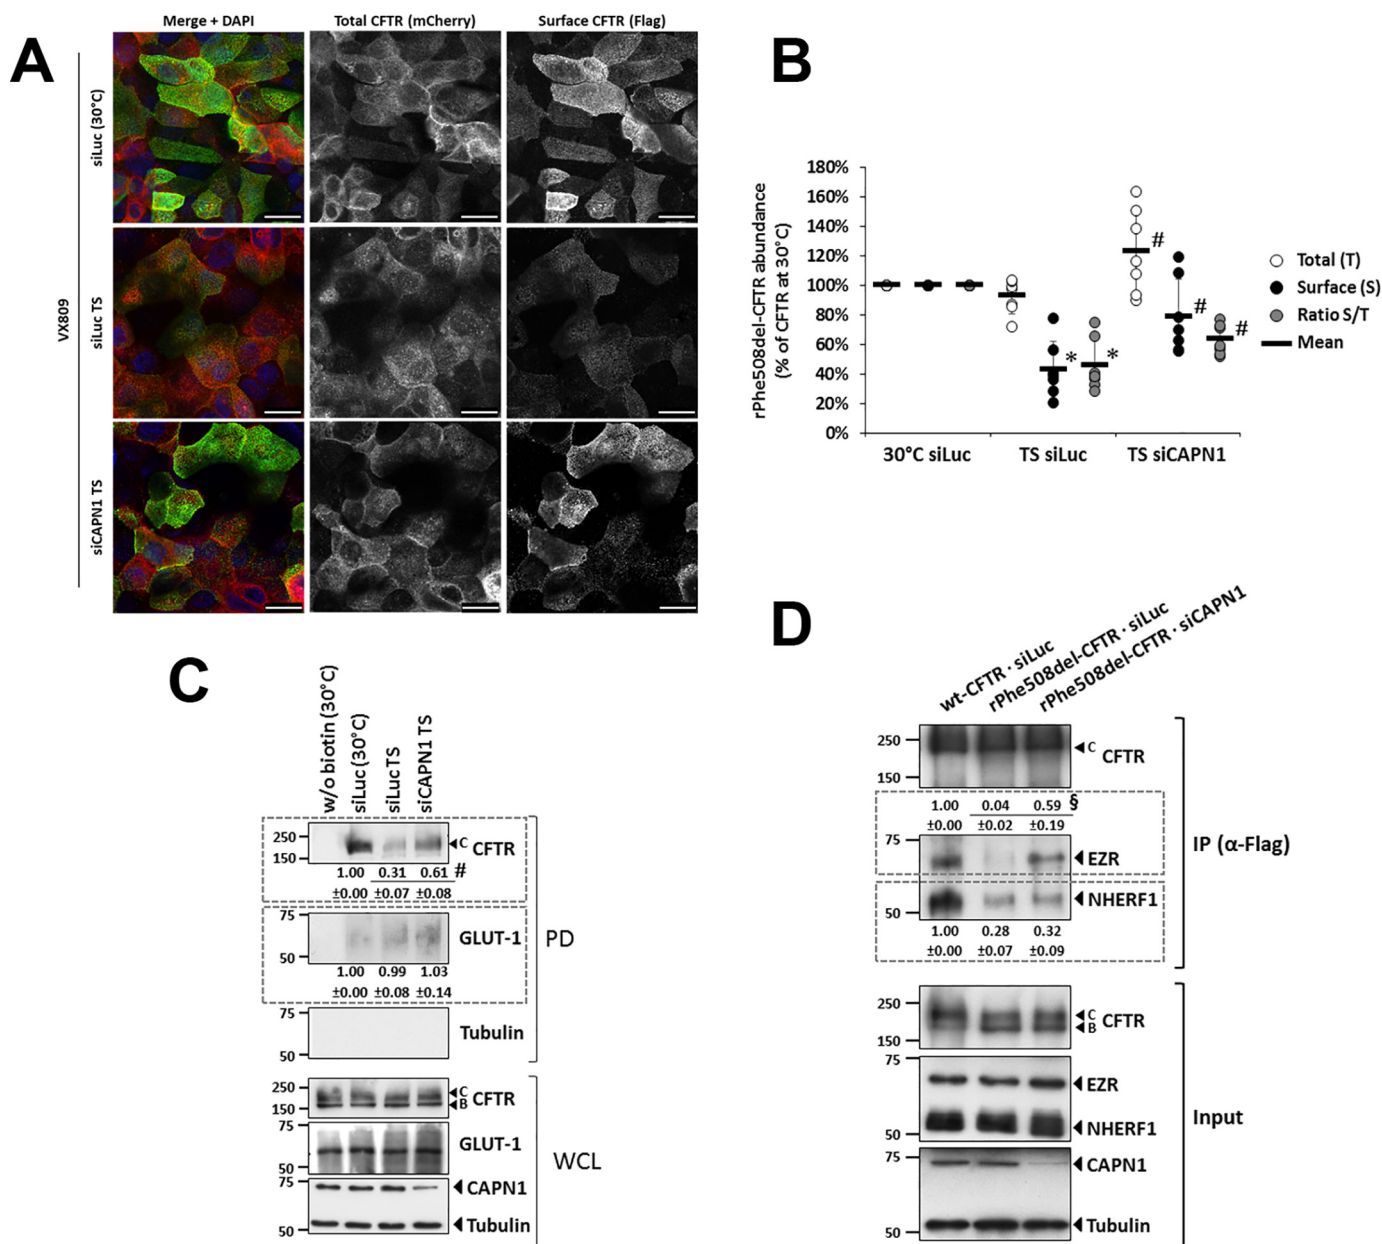 A
Merge + DAPI
Total CFTR (mCherry)
Surface CFTR (Flag)
VX809
siLuc (30°C)
siLuc TS
siCAPN1 TS
B
rPhe508del-CFTR abundance
(% of CFTR at 30°C)
180%
160%
140%
120%
100%
80%
60%
40%
20%
0%
* *
# # #
30°C siLuc TS siLuc TS siCAPN1
Total (T)
Surface (S)
Ratio S/T
Mean
C
w/o biotin (30°C)
siLuc (30°C)
siLuc TS
siCAPN1 TS
250
150
C CFTR
1.00 0.31 0.61 #
±0.00 ±0.07 ±0.08
75
50
GLUT-1
1.00 0.99 1.03
±0.00 ±0.08 ±0.14
75
50
Tubulin
PD
250
150
C
B
CFTR
75
50
GLUT-1
75
CAPN1
50
Tubulin
WCL
D
wt-CFTR · siLuc
rPhe508del-CFTR · siLuc
rPhe508del-CFTR · siCAPN1
250
150
C CFTR
1.00 0.04 0.59 §
±0.00 ±0.02 ±0.19
75
EZR
50
NHERF1
1.00 0.28 0.32
±0.00 ±0.07 ±0.09
IP (α-Flag)
250
150
C
B
CFTR
75
EZR
50
NHERF1
75
CAPN1
50
Tubulin
Input